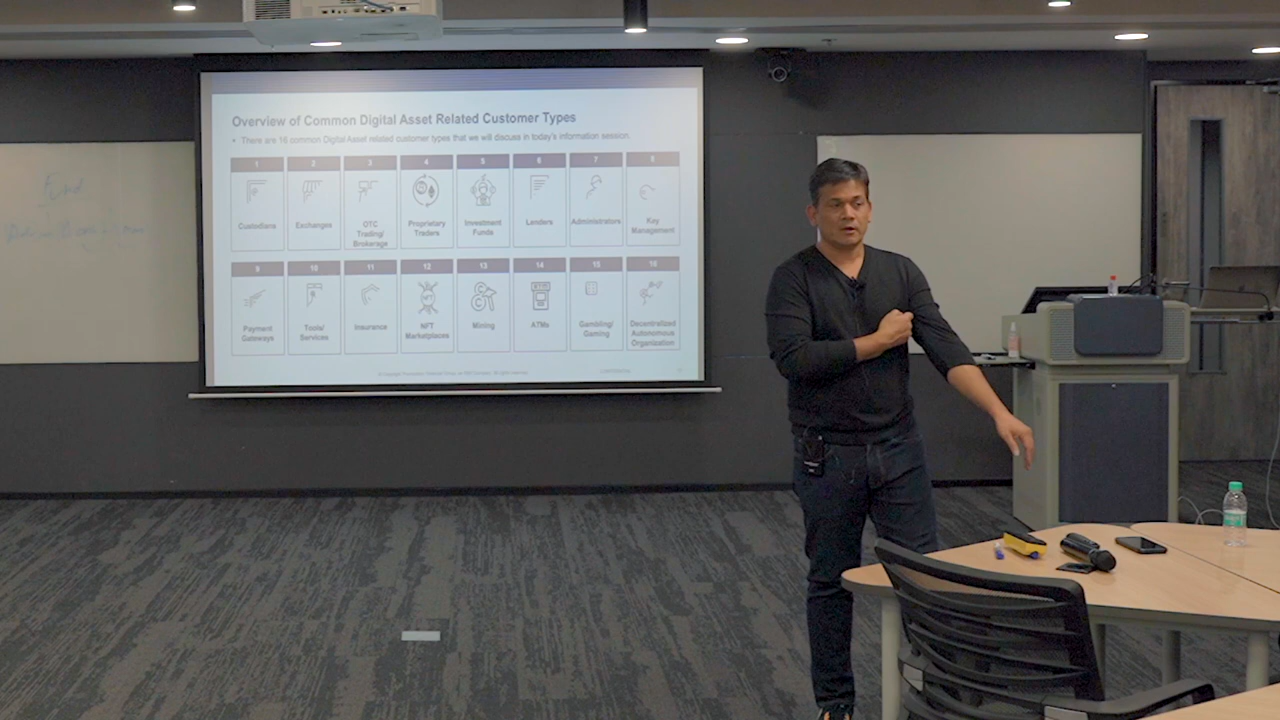 Overview of Common Digital Asset Related Customer Types
• There are 16 common Digital Asset related customer types that we will discuss in today's information session.
1 2 3 4 5 6 7 8
Custodians Exchanges OTC Trading/ Brokerage Proprietary Traders Investment Funds Lenders Administrators Key Management
9 10 11 12 13 14 15 16
Payment Gateways Tools/ Services Insurance NFT Marketplaces Mining ATMs Gambling/ Gaming Decentralized Autonomous Organization